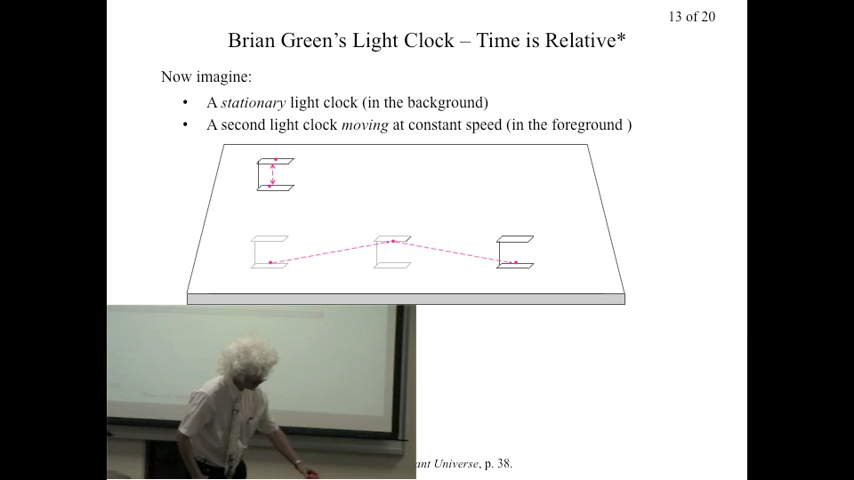 13 of 20
Brian Green's Light Clock – Time is Relative*
Now imagine:
• A stationary light clock (in the background)
• A second light clock moving at constant speed (in the foreground )
Universe, p. 38.